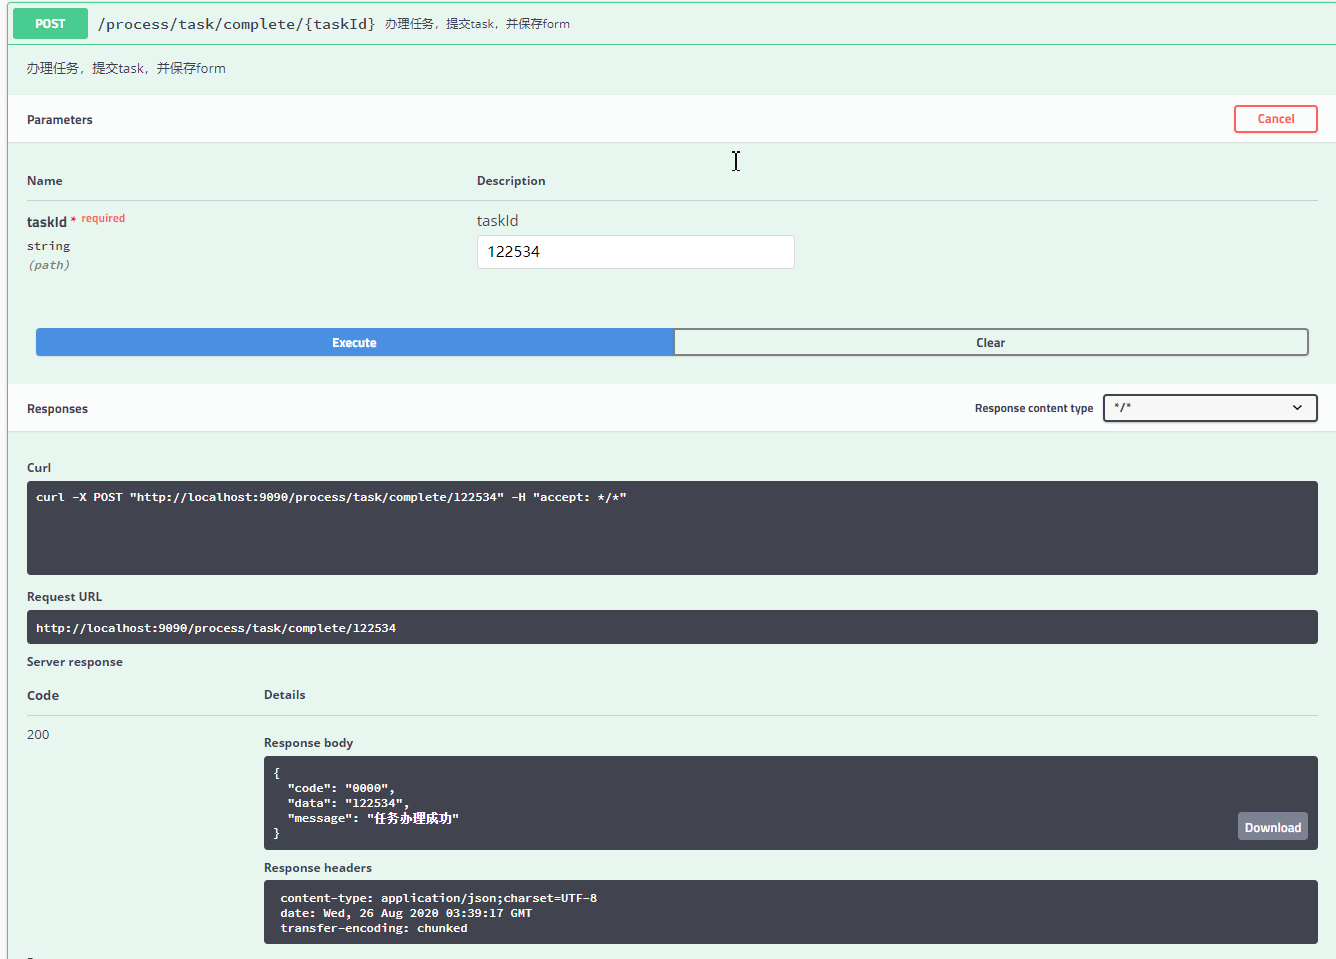 POST /process/task/complete/{taskId} 办理任务，提交task，并保存form
办理任务，提交task，并保存form
Parameters
Cancel
Name Description
taskId * required
string
(path)
taskId
122534
Execute Clear
Responses Response content type */*
Curl
curl -X POST "http://localhost:9090/process/task/complete/122534" -H "accept: */*"
Request URL
http://localhost:9090/process/task/complete/122534
Server response
Code Details
200
Response body
{
"code": "0000",
"data": "122534",
"message": "任务办理成功"
}
Download
Response headers
content-type: application/json;charset=UTF-8
date: Wed, 26 Aug 2020 03:39:17 GMT
transfer-encoding: chunked